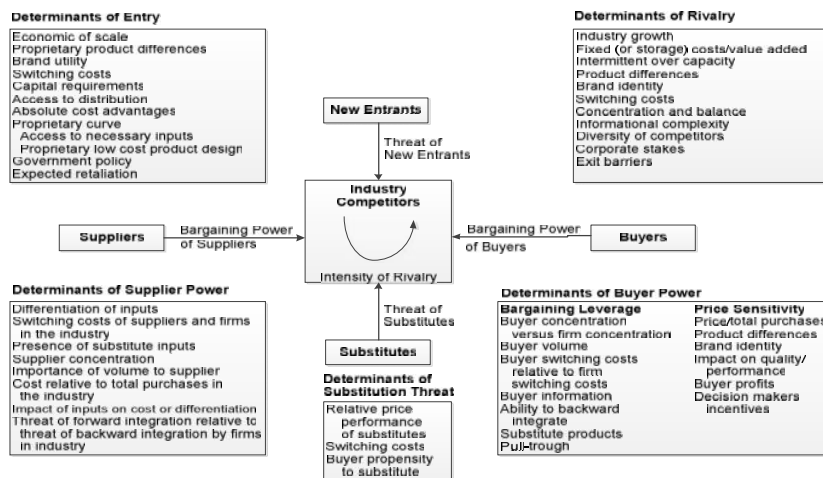 Determinants of Entry
Economic of scale
Proprietary product differences
Brand utility
Switching costs
Capital requirements
Access to distribution
Absolute cost advantages
Proprietary curve
Access to necessary inputs
Proprietary low cost product design
Government policy
Expected retaliation
Determinants of Rivalry
Industry growth
Fixed (or storage) costs/value added
Intermittent over capacity
Product differences
Brand identity
Switching costs
Concentration and balance
Informational complexity
Diversity of competitors
Corporate stakes
Exit barriers
New Entrants
Threat of
New Entrants
Industry
Competitors
Intensity of Rivalry
Suppliers
Bargaining Power
of Suppliers
Bargaining Power
of Buyers
Buyers
Threat of
Substitutes
Substitutes
Determinants of Supplier Power
Differentiation of inputs
Switching costs of suppliers and firms
in the industry
Presence of substitute inputs
Supplier concentration
Importance of volume to supplier
Cost relative to total purchases in
the industry
Impact of inputs on cost or differentiation
Threat of forward integration relative to
threat of backward integration by firms
in industry
Determinants of
Substitution Threat
Relative price
performance
of substitutes
Switching costs
Buyer propensity
to substitute
Determinants of Buyer Power
Bargaining Leverage
Buyer concentration
versus firm concentration
Buyer volume
Buyer switching costs
relative to firm
switching costs
Buyer information
Ability to backward
integrate
Substitute products
Pull-trough
Price Sensitivity
Price/total purchases
Product differences
Brand identity
Impact on quality/
performance
Buyer profits
Decision makers
incentives